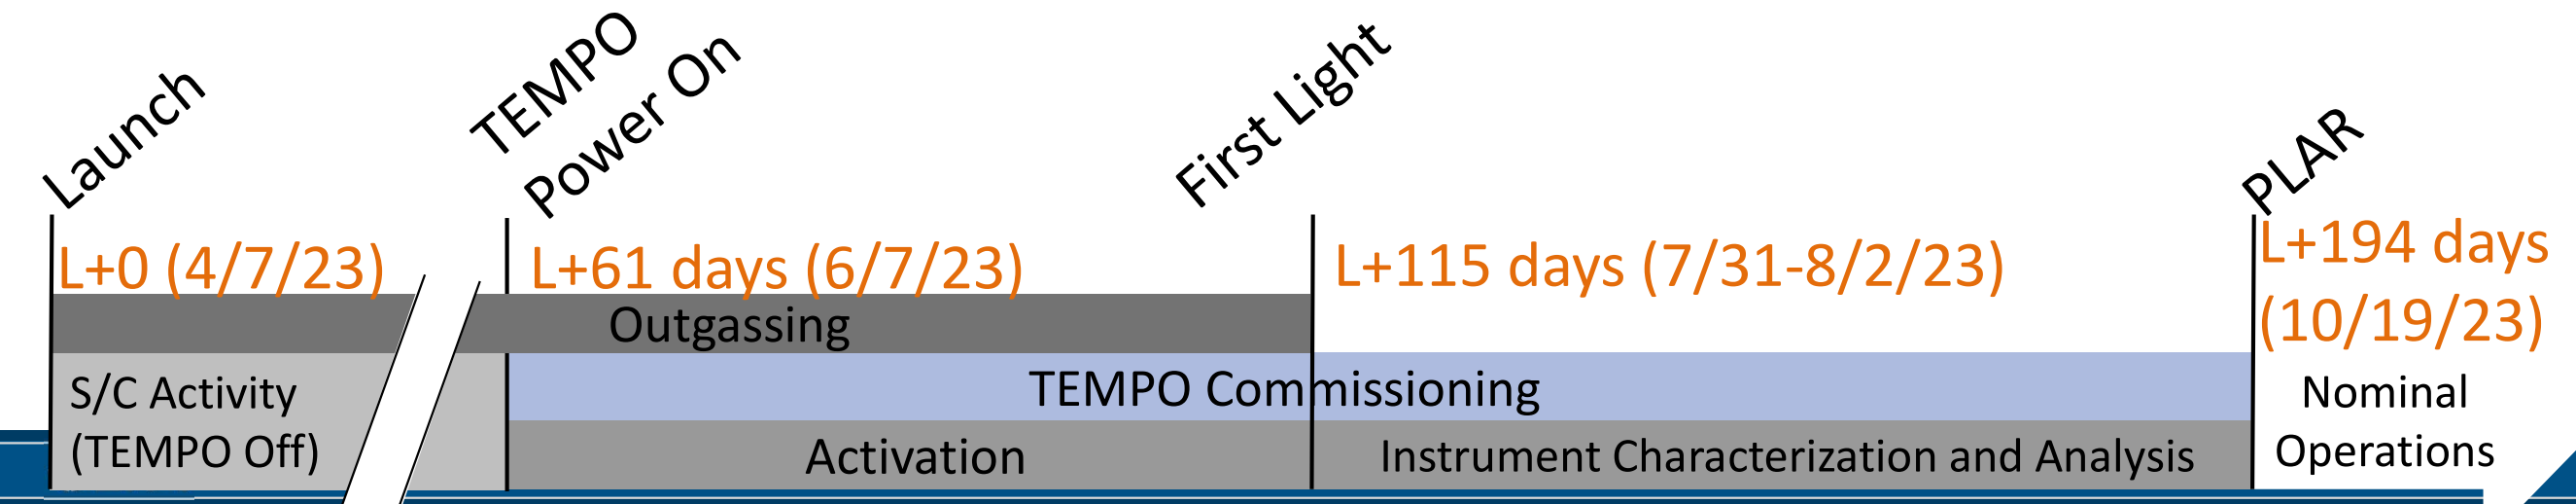 Launch
TEMPO
Power On
First Light
PLAR
L+0 (4/7/23)
L+61 days (6/7/23)
L+115 days (7/31-8/2/23)
L+194 days
(10/19/23)
Outgassing
S/C Activity
(TEMPO Off)
TEMPO Commissioning
Activation
Instrument Characterization and Analysis
Nominal
Operations